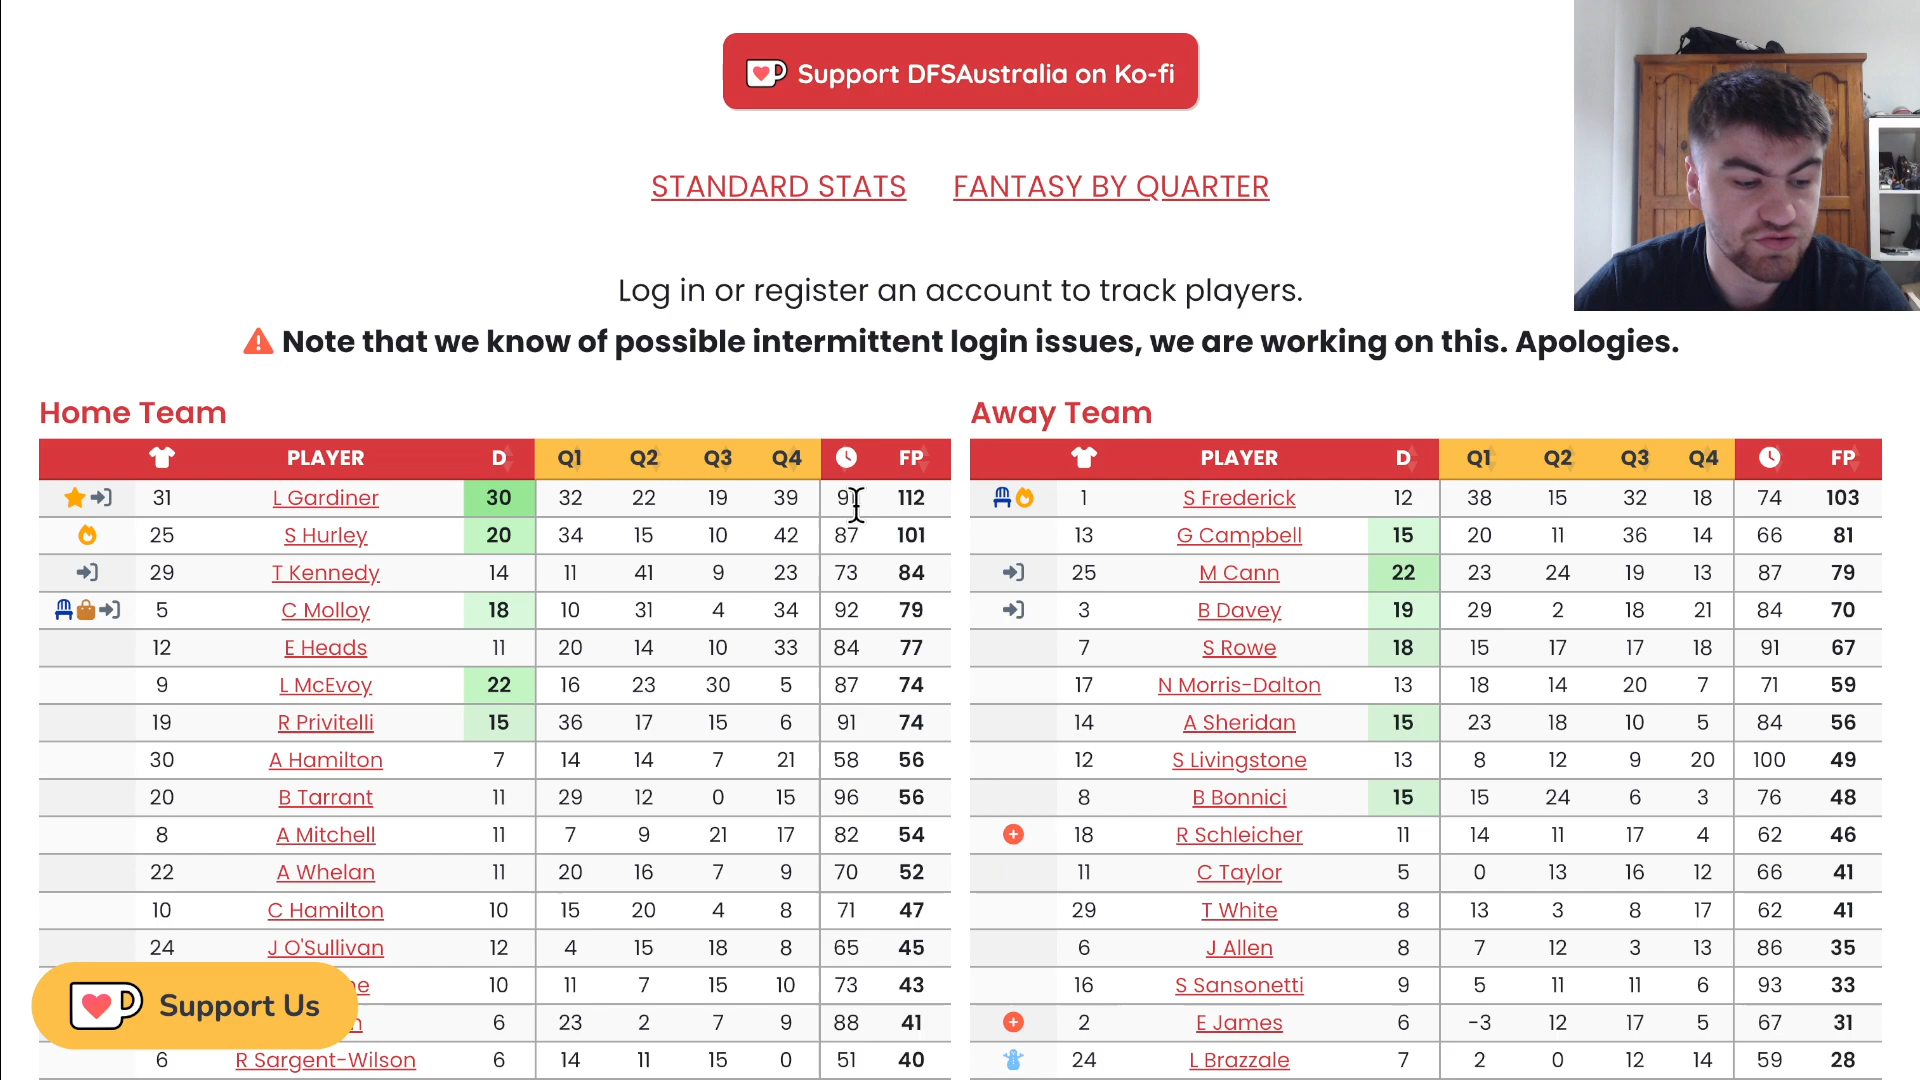 Support DFSAustralia on Ko-fi
STANDARD STATS FANTASY BY QUARTER
Log in or register an account to track players.
Note that we know of possible intermittent login issues, we are working on this. Apologies.
Home Team
PLAYER D Q1 Q2 Q3 Q4 FP
31 L Gardiner 30 32 22 19 39 112
25 S Hurley 20 34 15 10 42 87 101
29 T Kennedy 14 11 41 9 23 73 84
5 C Molloy 18 10 31 4 34 92 79
12 E Heads 11 20 14 10 33 84 77
9 L McEvoy 22 16 23 30 5 87 74
19 R Privitelli 15 36 17 15 6 91 74
30 A Hamilton 7 14 14 7 21 58 56
20 B Tarrant 11 29 12 0 15 96 56
8 A Mitchell 11 7 9 21 17 82 54
22 A Whelan 11 20 16 7 9 70 52
10 C Hamilton 10 15 20 4 8 71 47
24 J O'Sullivan 12 4 15 18 8 65 45
10 11 7 15 10 73 43
6 23 2 7 9 88 41
6 R Sargent-Wilson 6 14 11 15 0 51 40
Away Team
PLAYER D Q1 Q2 Q3 Q4 FP
1 S Frederick 12 38 15 32 18 74 103
13 G Campbell 15 20 11 36 14 66 81
25 M Cann 22 23 24 19 13 87 79
3 B Davey 19 29 2 18 21 84 70
7 S Rowe 18 15 17 17 18 91 67
17 N Morris-Dalton 13 18 14 20 7 71 59
14 A Sheridan 15 23 18 10 5 84 56
12 S Livingstone 13 8 12 9 20 100 49
8 B Bonnici 15 15 24 6 3 76 48
18 R Schleicher 11 14 11 17 4 62 46
11 C Taylor 5 0 13 16 12 66 41
29 T White 8 13 3 8 17 62 41
6 J Allen 8 7 12 3 13 86 35
16 S Sansonetti 9 5 11 11 6 93 33
2 E James 6 -3 12 17 5 67 31
24 L Brazzale 7 2 0 12 14 59 28
Support Us